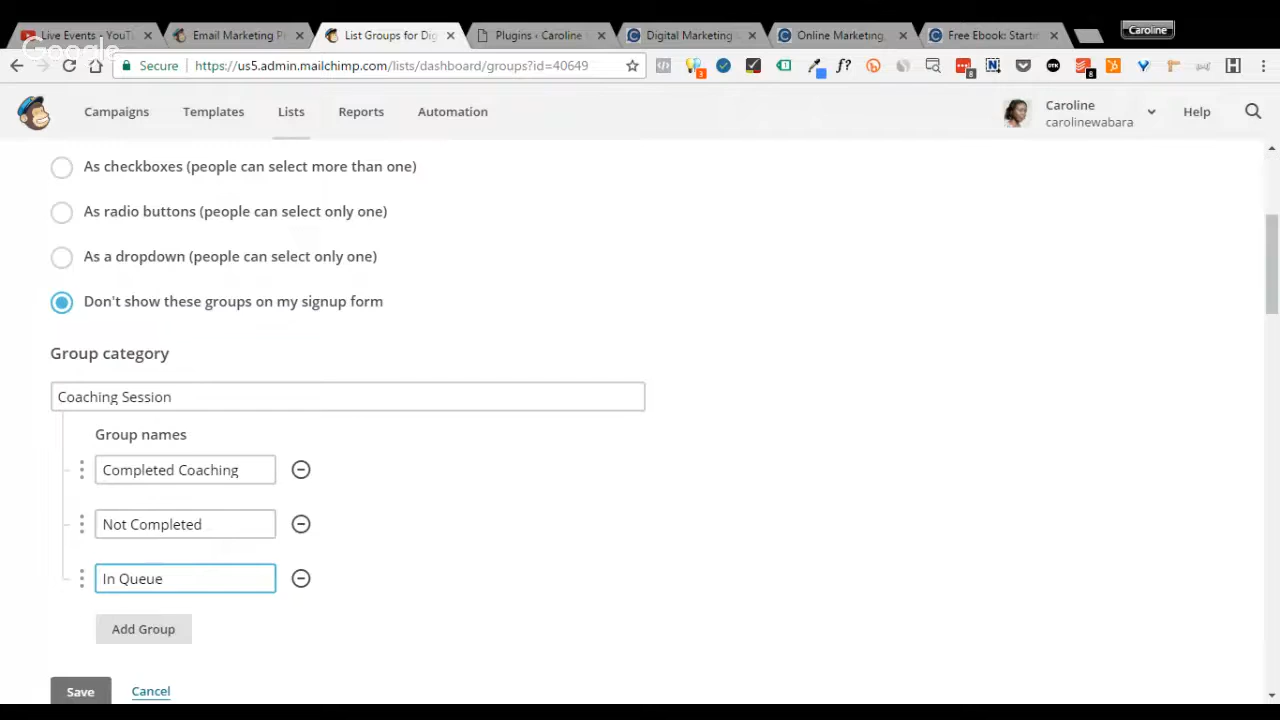 Live Events - YouTu
Email Marketing P
List Groups for Dig
Plugins ‹ Caroline
Digital Marketing
Online Marketing
Free Ebook: Startin
Caroline
Google
Secure
https://us5.admin.mailchimp.com/lists/dashboard/groups?id=40649
Campaigns
Templates
Lists
Reports
Automation
Caroline
carolinewabara
Help
As checkboxes (people can select more than one)
As radio buttons (people can select only one)
As a dropdown (people can select only one)
Don't show these groups on my signup form
Group category
Coaching Session
Group names
Completed Coaching
Not Completed
In Queue
Add Group
Save
Cancel